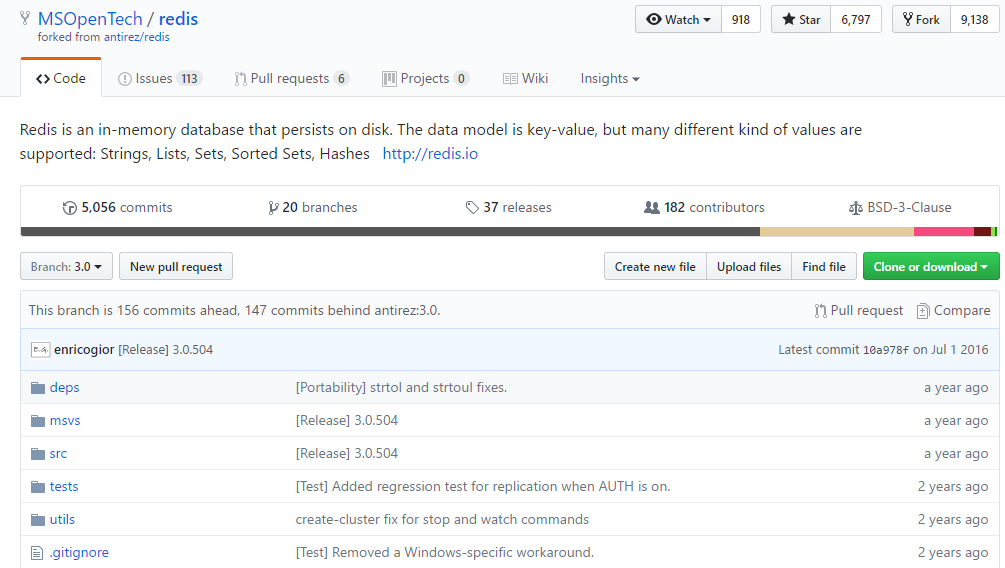 MSOpenTech / redis Watch 918 Star 6,797 Fork 9,138
forked from antirez/redis
Code Issues 113 Pull requests 6 Projects 0 Wiki Insights
Redis is an in-memory database that persists on disk. The data model is key-value, but many different kind of values are
supported: Strings, Lists, Sets, Sorted Sets, Hashes http://redis.io
5,056 commits 20 branches 37 releases 182 contributors BSD-3-Clause
Branch: 3.0 New pull request Create new file Upload files Find file Clone or download
This branch is 156 commits ahead, 147 commits behind antirez:3.0. Pull request Compare
enricogior [Release] 3.0.504 Latest commit 10a978f on Jul 1 2016
deps [Portability] strtol and strtoul fixes. a year ago
msvs [Release] 3.0.504 a year ago
src [Release] 3.0.504 a year ago
tests [Test] Added regression test for replication when AUTH is on. 2 years ago
utils create-cluster fix for stop and watch commands 2 years ago
.gitignore [Test] Removed a Windows-specific workaround. 2 years ago